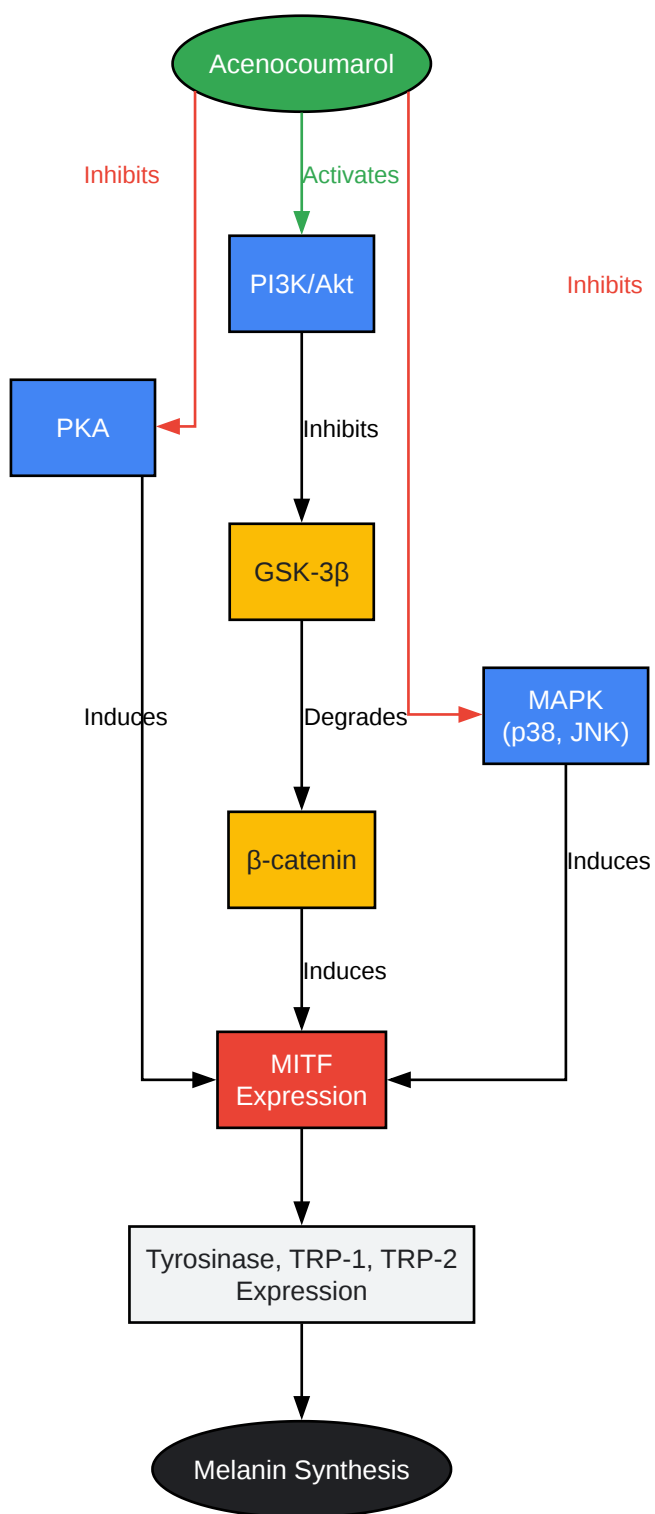 Acenocoumarol
Inhibits
Activates
PI3K/Akt
Inhibits
PKA
Inhibits
GSK-3β
MAPK
(p38, JNK)
Induces
Degrades
β-catenin
Induces
Induces
MITF
Expression
Tyrosinase, TRP-1, TRP-2
Expression
Melanin Synthesis